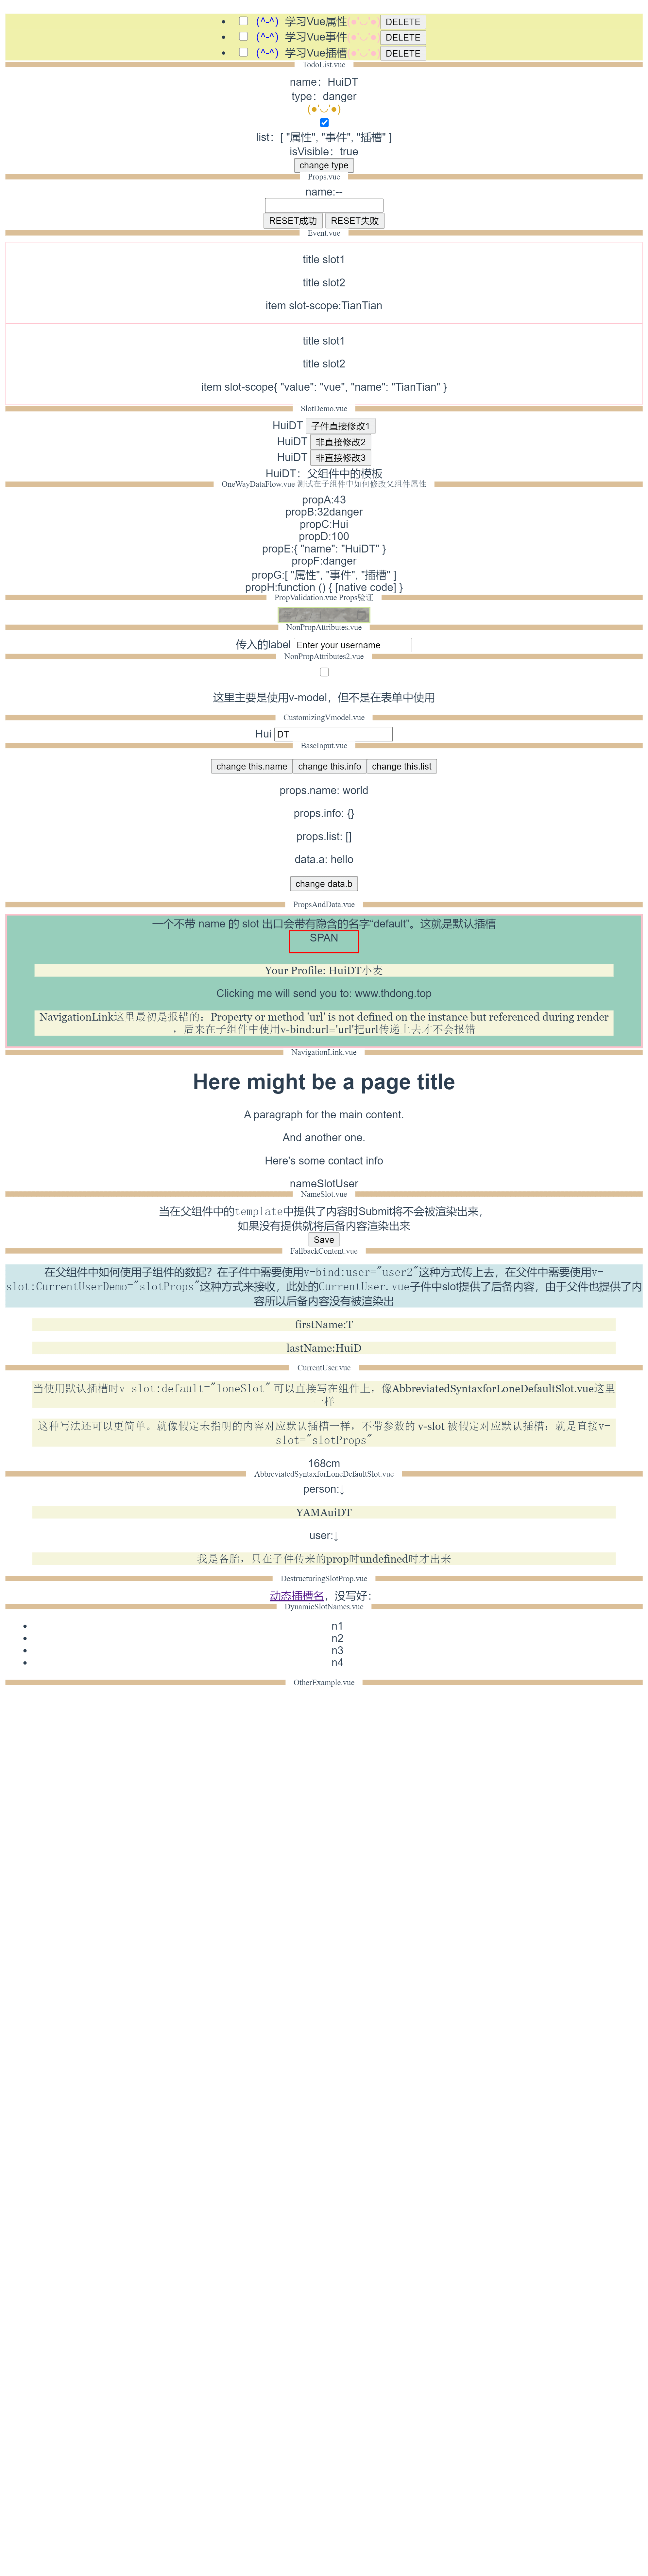 (^-^) 学习Vue属性 (●'◡'●) DELETE
(^-^) 学习Vue事件 (●'◡'●) DELETE
(^-^) 学习Vue插槽 (●'◡'●) DELETE
TodoList.vue
name：HuiDT
type：danger
(●'◡'●)
list：[ "属性", "事件", "插槽" ]
isVisible：true
change type
Props.vue
name:--
RESET成功 RESET失败
Event.vue
title slot1
title slot2
item slot-scope:TianTian
title slot1
title slot2
item slot-scope{ "value": "vue", "name": "TianTian" }
SlotDemo.vue
HuiDT 子件直接修改1
HuiDT 非直接修改2
HuiDT 非直接修改3
HuiDT：父组件中的模板
OneWayDataFlow.vue 测试在子组件中如何修改父组件属性
propA:43
propB:32danger
propC:Hui
propD:100
propE:{ "name": "HuiDT" }
propF:danger
propG:[ "属性", "事件", "插槽" ]
propH:function () { [native code] }
PropValidation.vue Props验证
NonPropAttributes.vue
传入的label Enter your username
NonPropAttributes2.vue
这里主要是使用v-model，但不是在表单中使用
CustomizingVmodel.vue
Hui DT
BaseInput.vue
change this.name change this.info change this.list
props.name: world
props.info: {}
props.list: []
data.a: hello
change data.b
PropsAndData.vue
一个不带 name 的 slot 出口会带有隐含的名字“default”。这就是默认插槽
SPAN
Your Profile: HuiDT小麦
Clicking me will send you to: www.thdong.top
NavigationLink这里最初是报错的；Property or method 'url' is not defined on the instance but referenced during render
，后来在子组件中使用v-bind:url='url'把url传递上去才不会报错
NavigationLink.vue
Here might be a page title
A paragraph for the main content.
And another one.
Here's some contact info
nameSlotUser
NameSlot.vue
当在父组件中的template中提供了内容时Submit将不会被渲染出来，
如果没有提供就将后备内容渲染出来
Save
FallbackContent.vue
在父组件中如何使用子组件的数据？在子件中需要使用v-bind:user="user2"这种方式传上去，在父件中需要使用v-
slot:CurrentUserDemo="slotProps"这种方式来接收，此处的CurrentUser.vue子件中slot提供了后备内容，由于父件也提供了内
容所以后备内容没有被渲染出
firstName:T
lastName:HuiD
CurrentUser.vue
当使用默认插槽时v-slot:default="loneSlot" 可以直接写在组件上，像AbbreviatedSyntaxforLoneDefaultSlot.vue这里
一样
这种写法还可以更简单。就像假定未指明的内容对应默认插槽一样，不带参数的 v-slot 被假定对应默认插槽；就是直接v-
slot="slotProps"
168cm
AbbreviatedSyntaxforLoneDefaultSlot.vue
person:↓
YAMAuiDT
user:↓
我是备胎，只在子件传来的prop时undefined时才出来
DestructuringSlotProp.vue
动态插槽名，没写好：
DynamicSlotNames.vue
n1
n2
n3
n4
OtherExample.vue